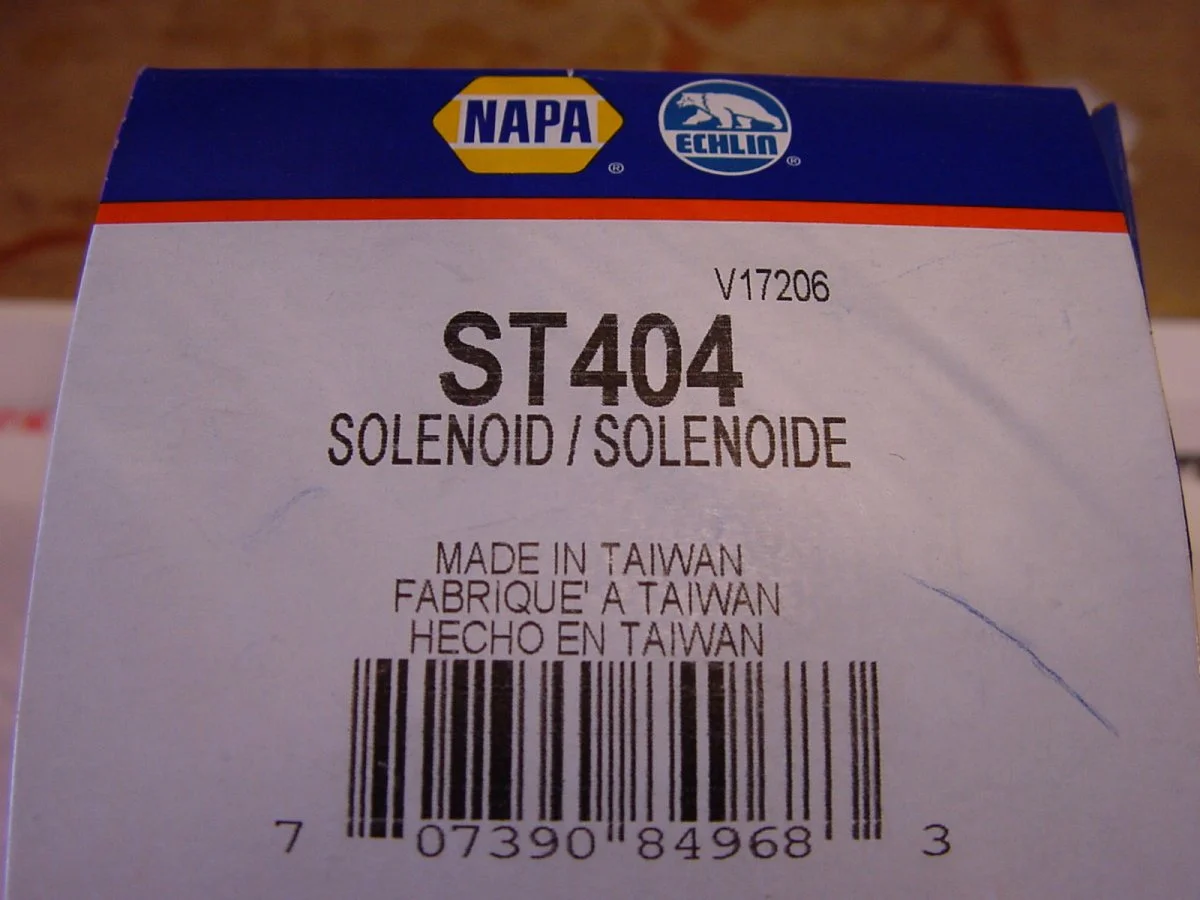 NAPA ®
ECHLIN ®
V17206
ST404
SOLENOID / SOLENOIDE
MADE IN TAIWAN
FABRIQUE' A TAIWAN
HECHO EN TAIWAN
7 07390 84968 3